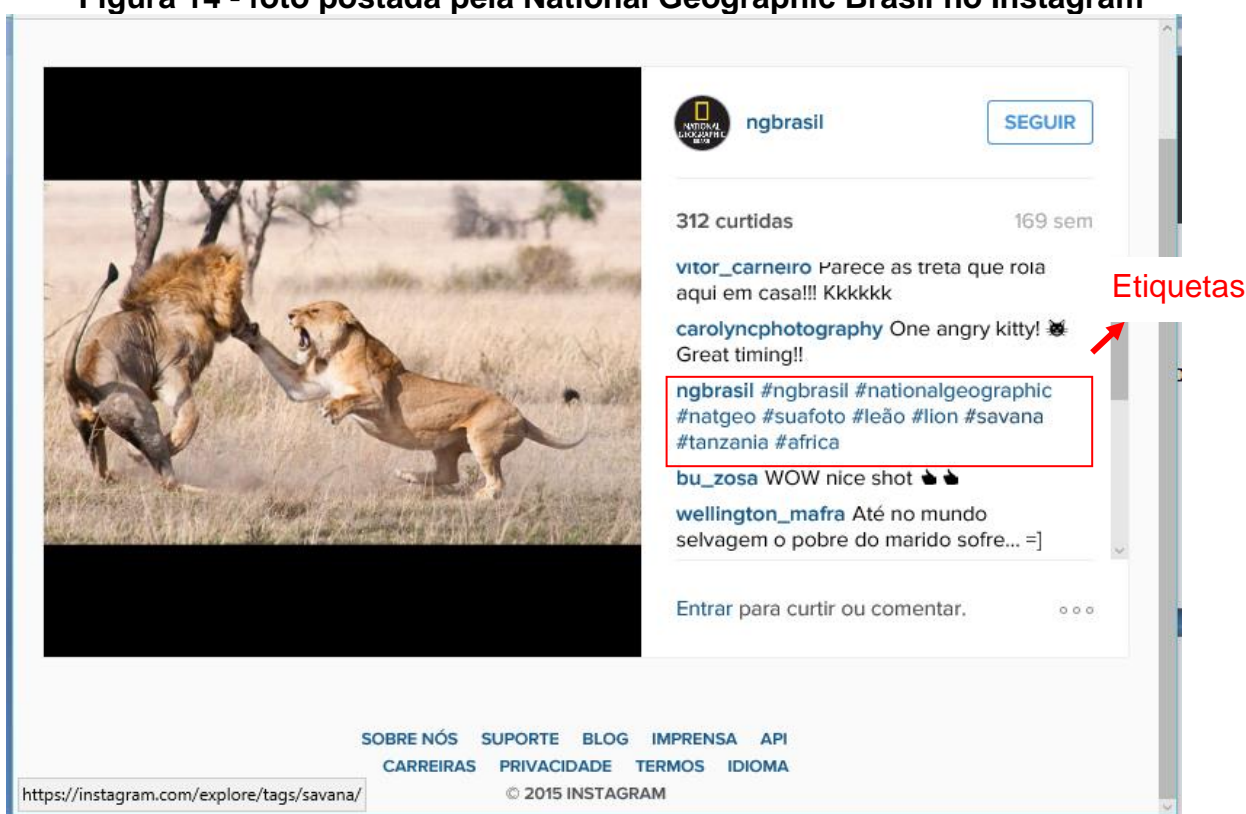 Figura 14 - foto postada pela National Geographic Brasil no Instagram
NATIONAL
GEOGRAPHIC
BRASIL
ngbrasil
SEGUIR
312 curtidas
169 sem
vitor_carneiro Parece as treta que rola
aqui em casa!!! Kkkkkk
Etiquetas
carolyncphotography One angry kitty! 😾
Great timing!!
ngbrasil #ngbrasil #nationalgeographic
#natgeo #suafoto #leão #lion #savana
#tanzania #africa
bu_zosa WOW nice shot 👍👍
wellington_mafra Até no mundo
selvagem o pobre do marido sofre... =]
Entrar para curtir ou comentar.
SOBRE NÓS SUPORTE BLOG IMPRENSA API
CARREIRAS PRIVACIDADE TERMOS IDIOMA
https://instagram.com/explore/tags/savana/
© 2015 INSTAGRAM